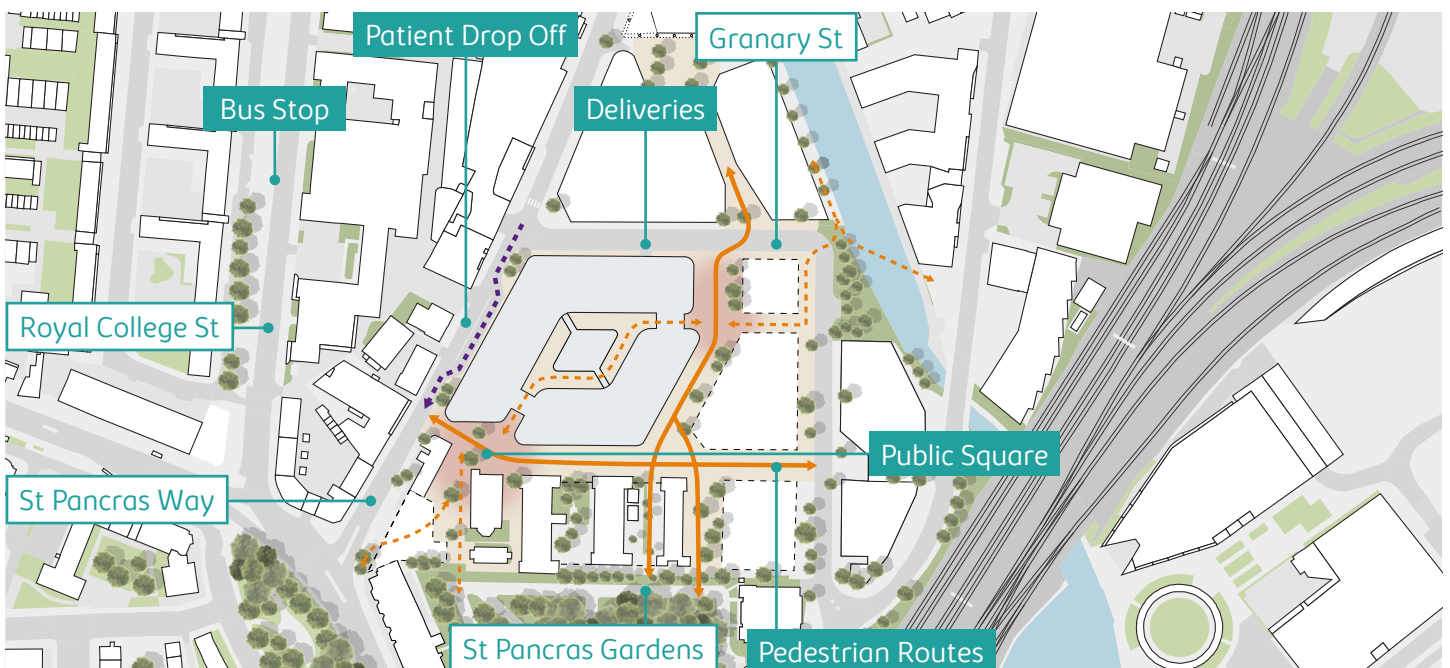 Patient Drop Off
Granary St
Bus Stop
Deliveries
Royal College St
Public Square
St Pancras Way
St Pancras Gardens
Pedestrian Routes